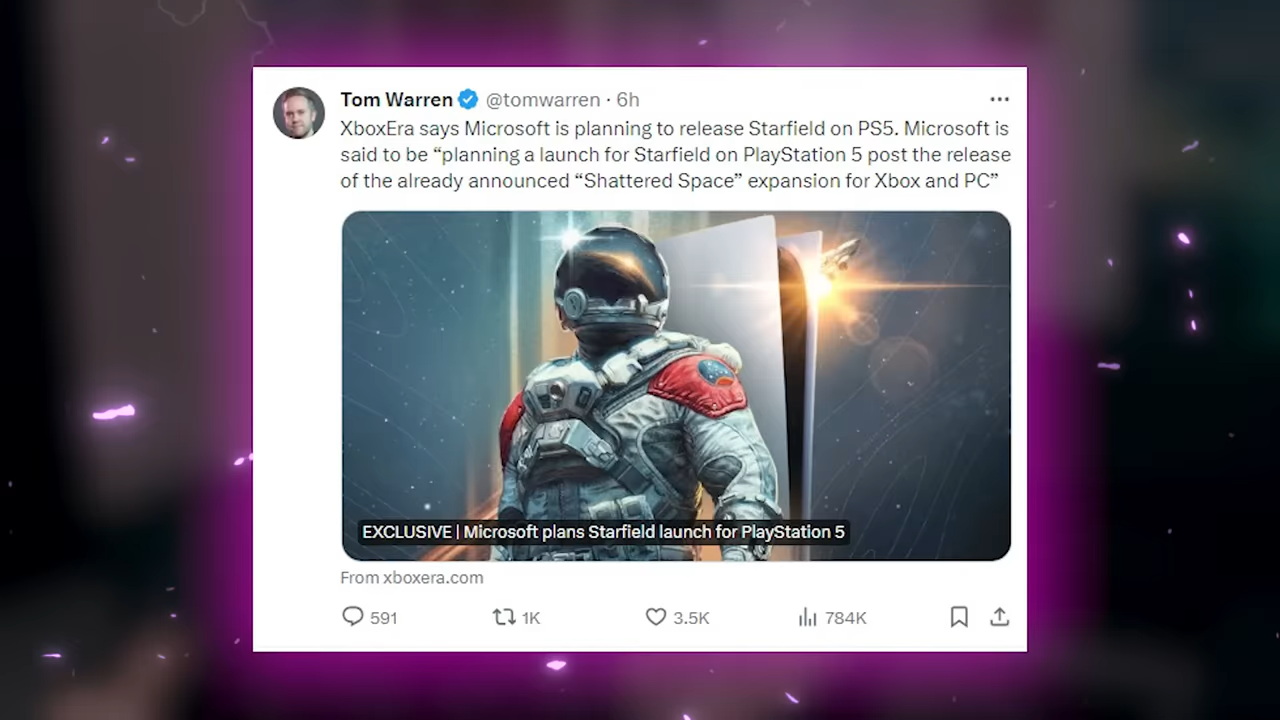 Tom Warren @tomwarren · 6h
XboxEra says Microsoft is planning to release Starfield on PS5. Microsoft is
said to be “planning a launch for Starfield on PlayStation 5 post the release
of the already announced “Shattered Space” expansion for Xbox and PC”
EXCLUSIVE | Microsoft plans Starfield launch for PlayStation 5
From xboxera.com
591 1K 3.5K 784K